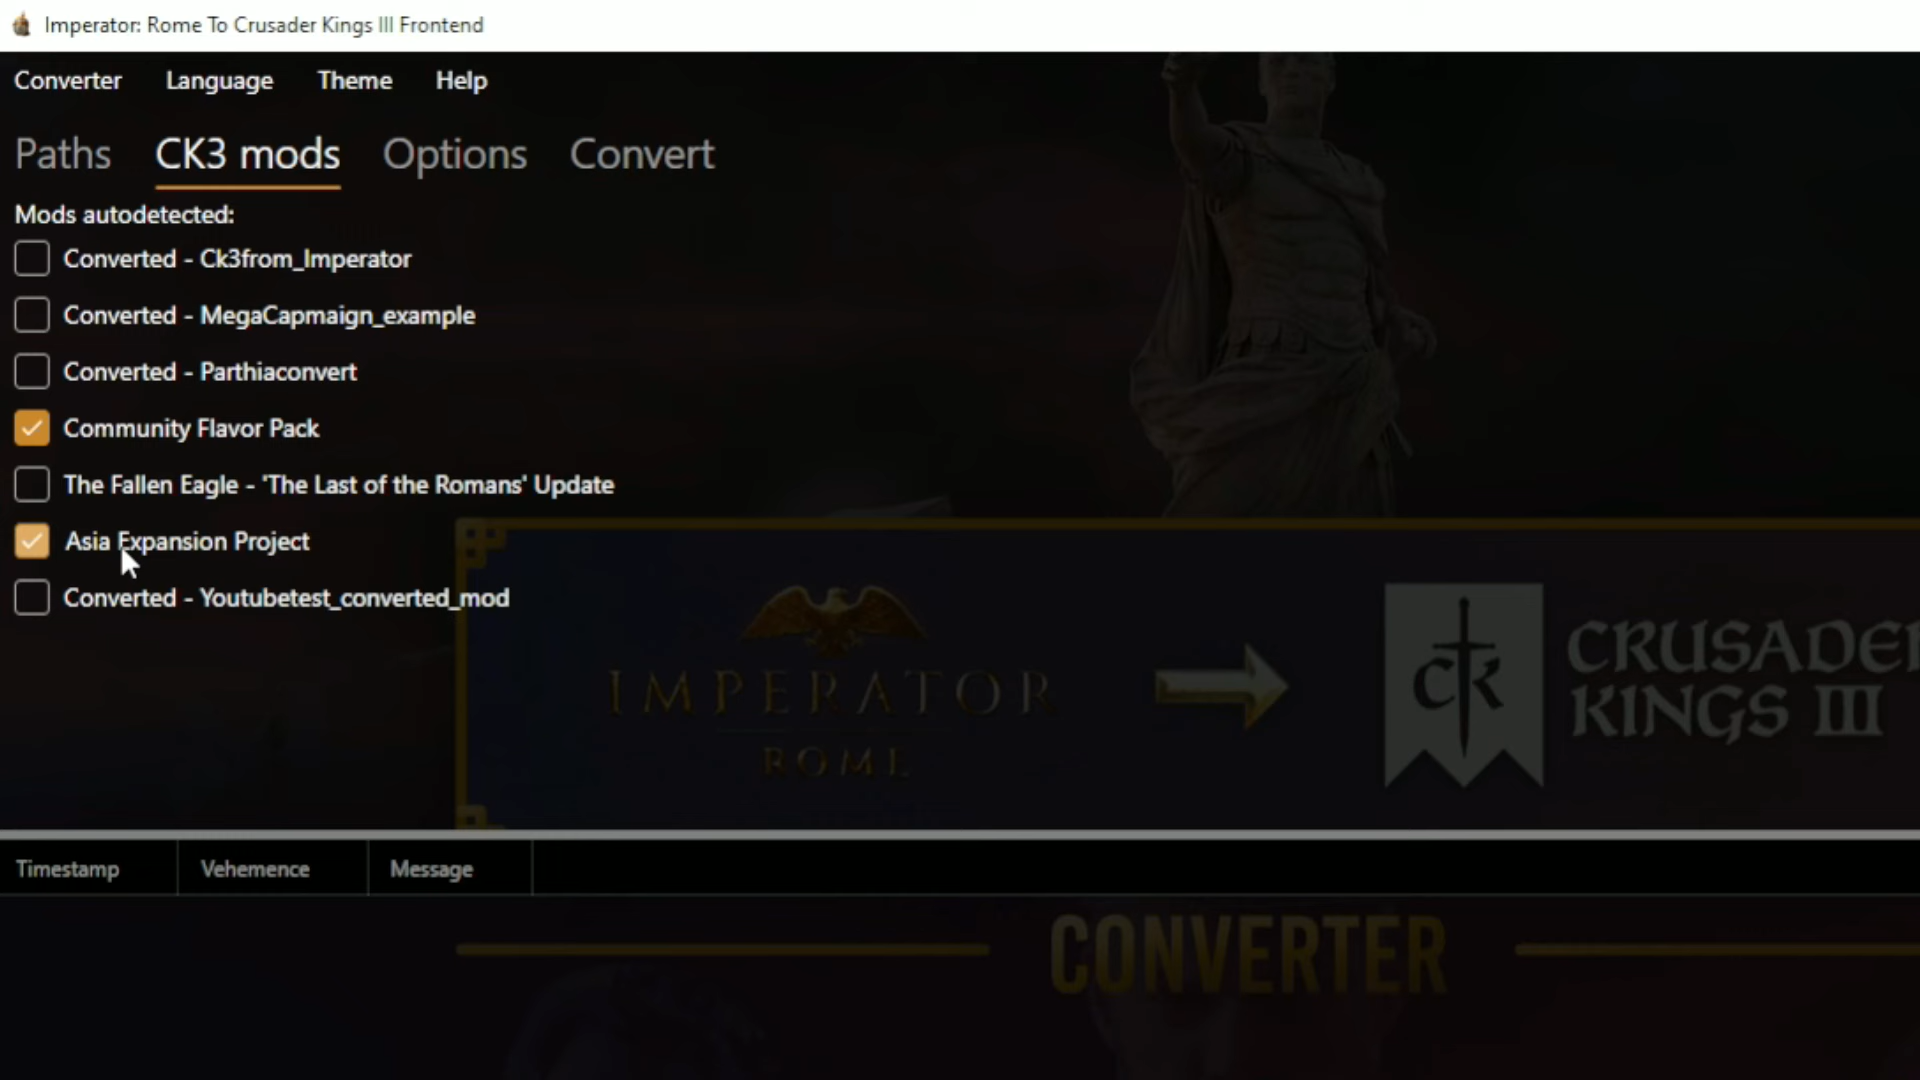 Imperator: Rome To Crusader Kings III Frontend
Converter Language Theme Help
Paths CK3 mods Options Convert
Mods autodetected:
Converted - Ck3from_Imperator
Converted - MegaCapmaign_example
Converted - Parthiaconvert
Community Flavor Pack
The Fallen Eagle - 'The Last of the Romans' Update
Asia Expansion Project
Converted - Youtubetest_converted_mod
IMPERATOR
ROME
CK
CRUSADER
KINGS III
Timestamp Vehemence Message
CONVERTER